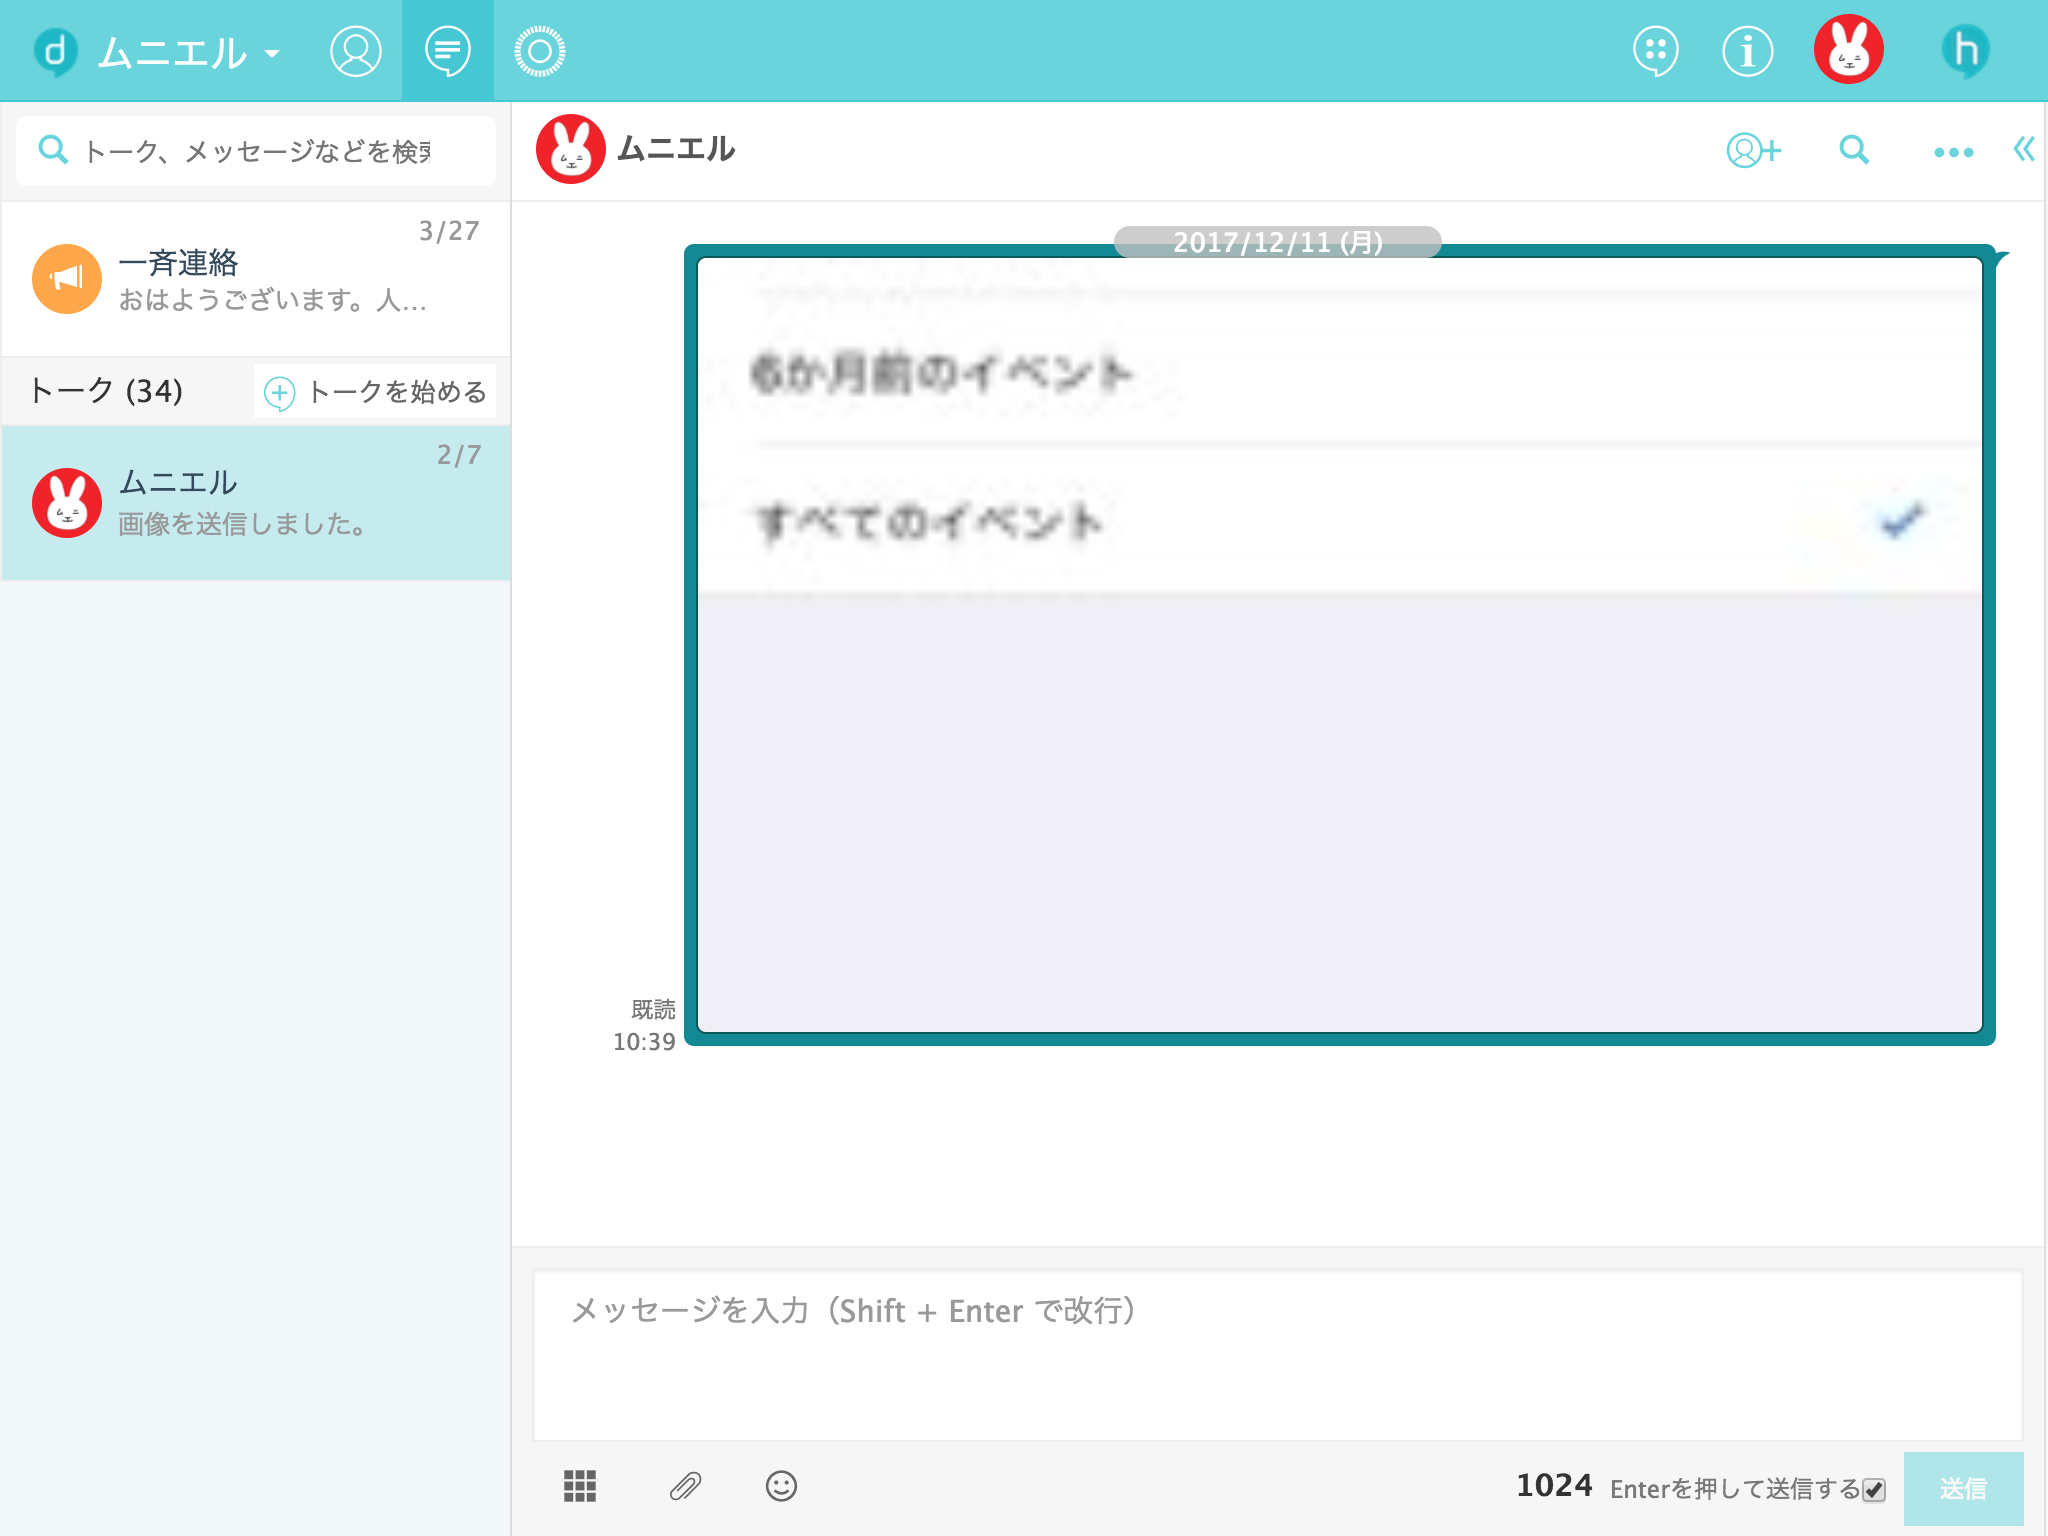 d ムニエル h
トーク、メッセージなどを検索
3/27
一斉連絡
おはようございます。人...
トーク (34)
トークを始める
2/7
ムニエル
画像を送信しました。
ムニエル
2017/12/11 (月)
6か月前のイベント
すべてのイベント
既読
10:39
メッセージを入力（Shift + Enter で改行）
1024 Enterを押して送信する 送信